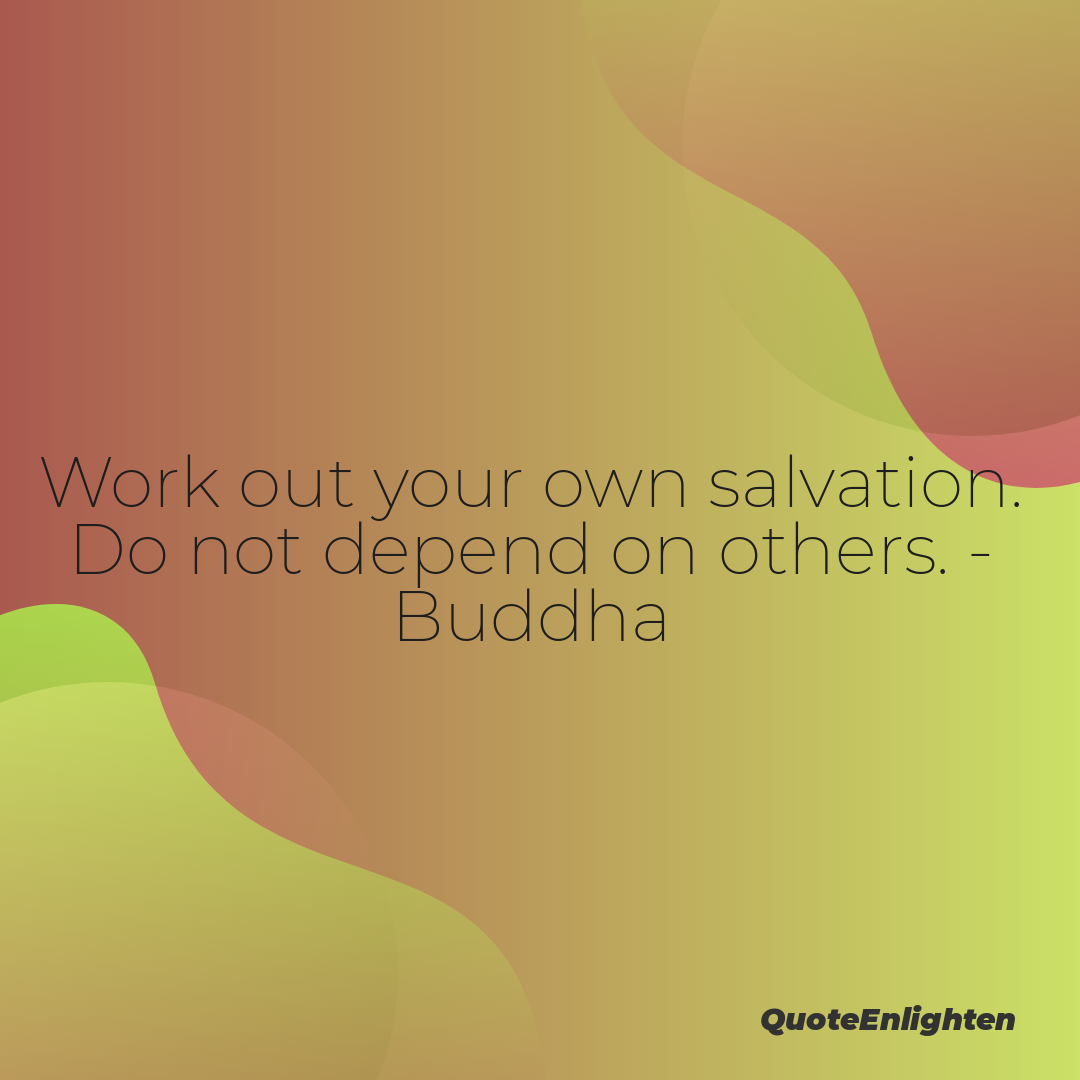 Work out your own salvation.
Do not depend on others. -
Buddha
QuoteEnlighten